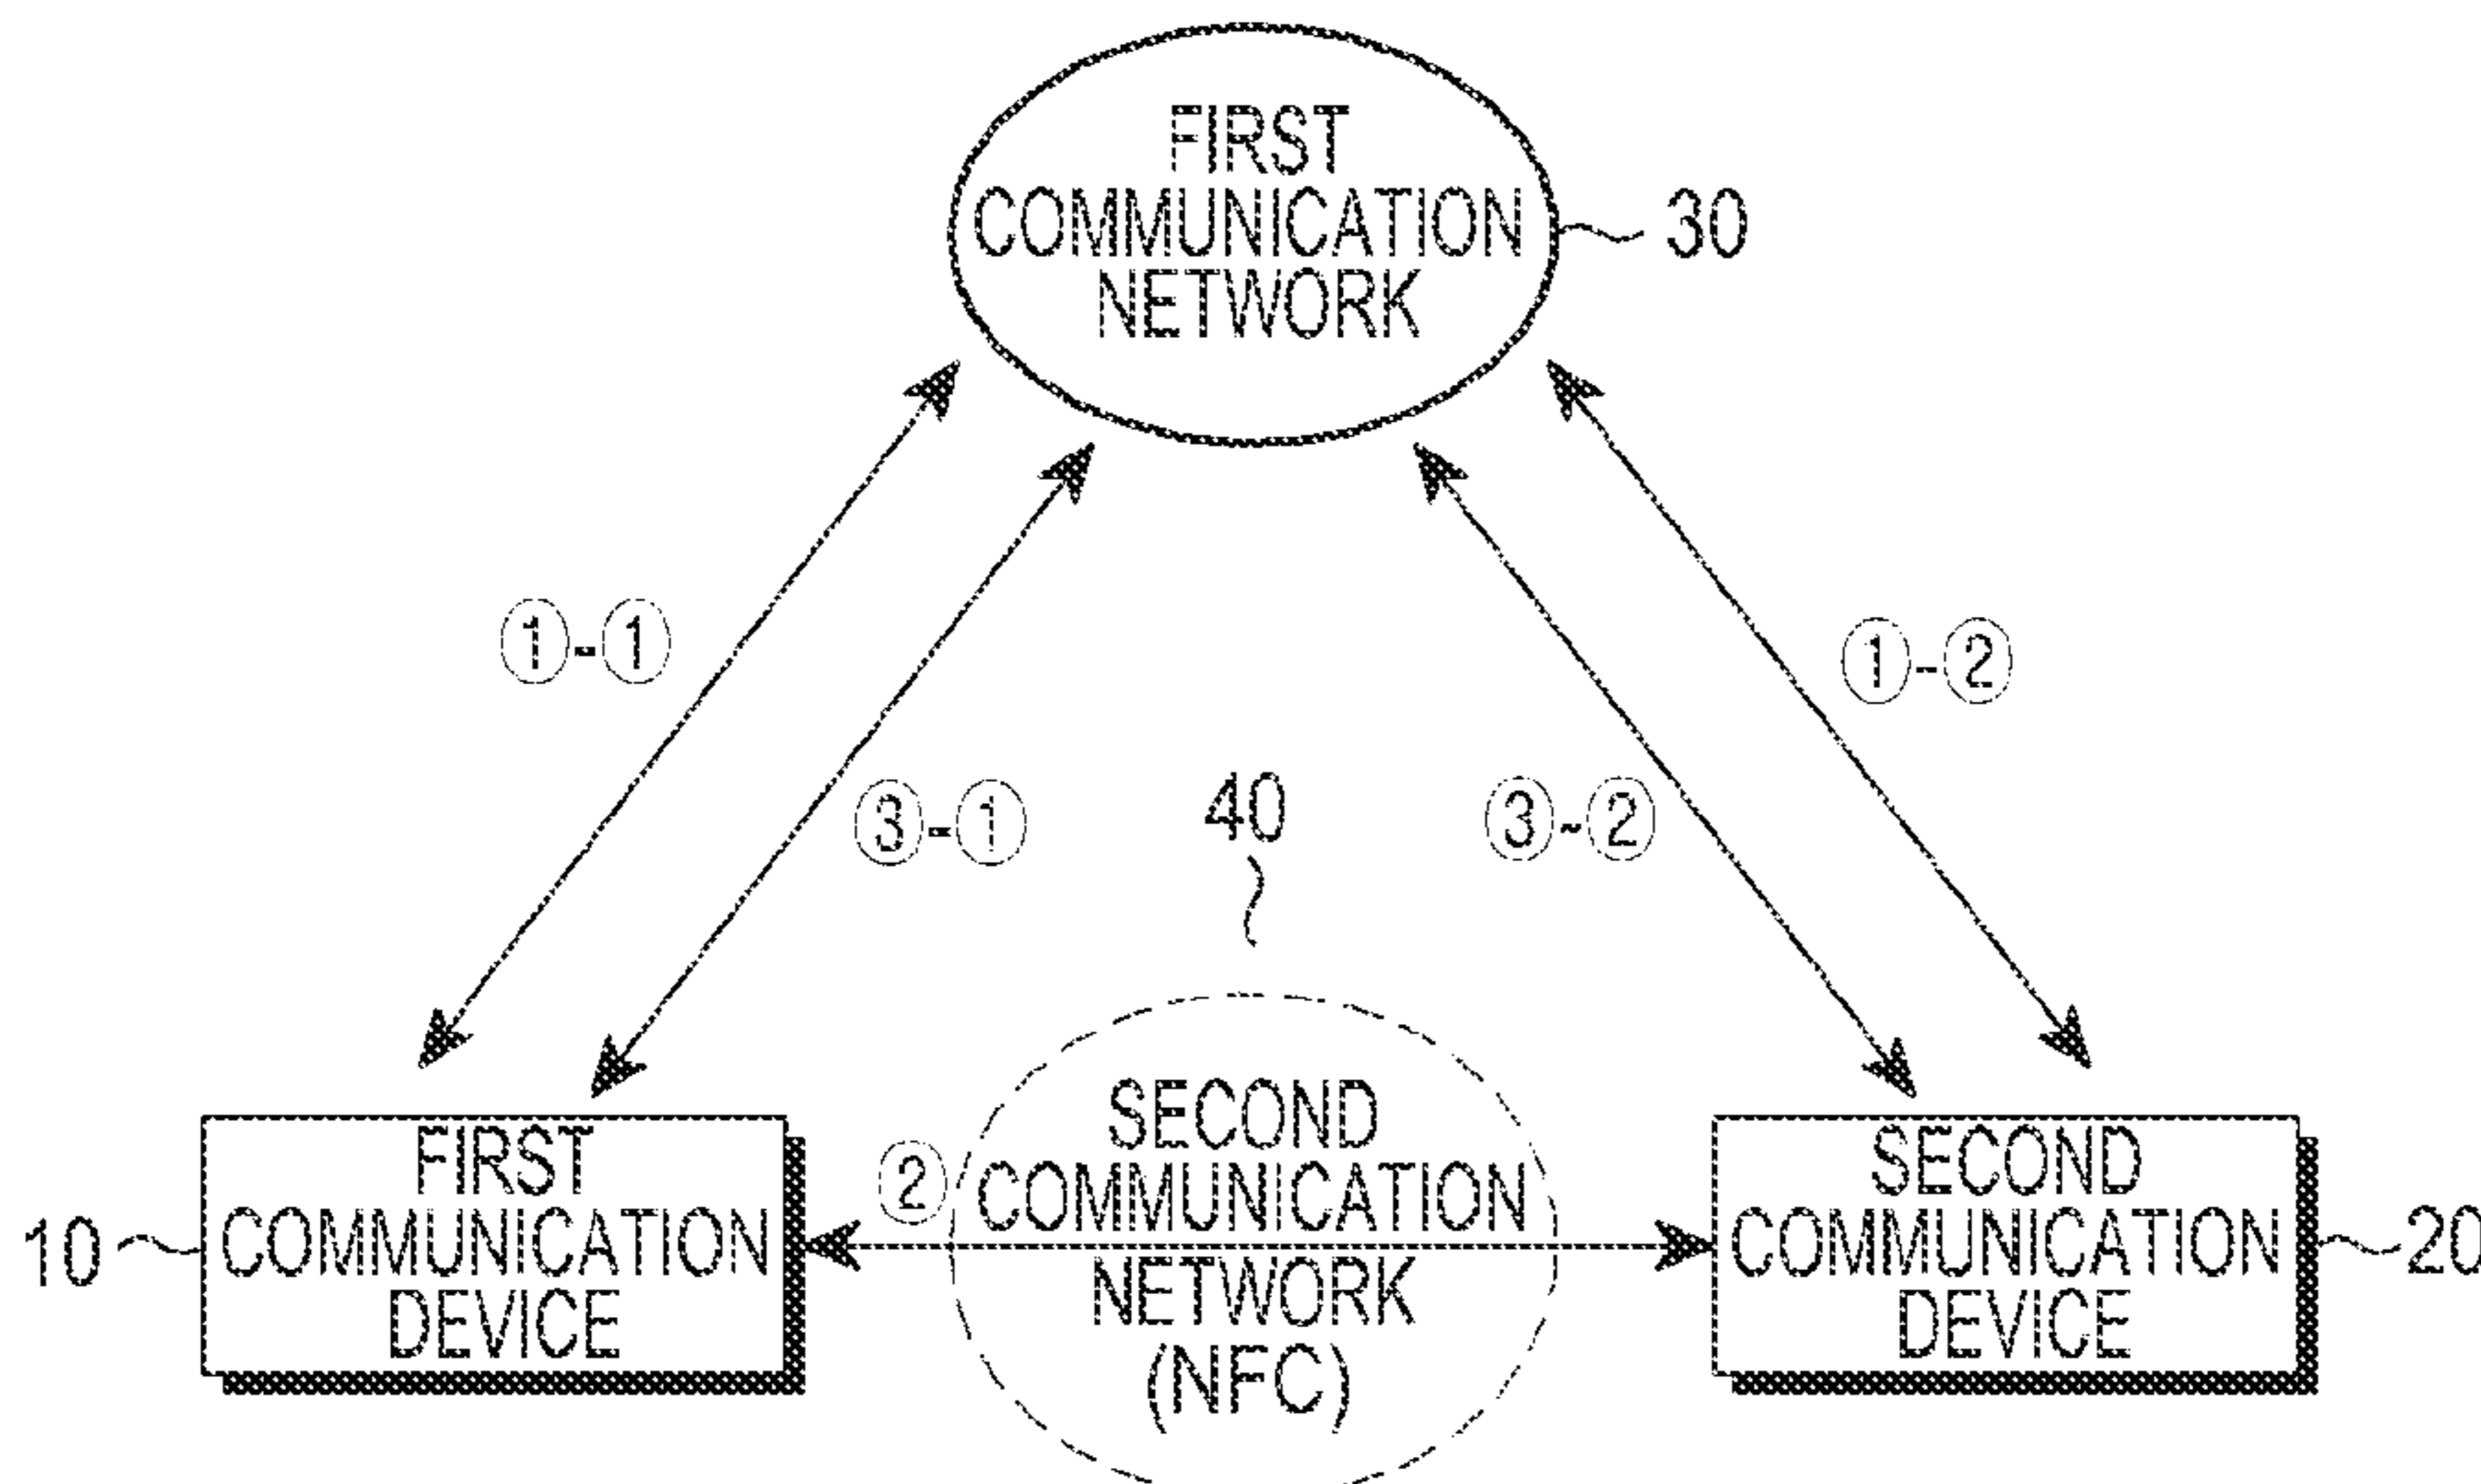 FIRST
COMMUNICATION
NETWORK
30
①-①
①-②
③-①
③-②
40
10
FIRST
COMMUNICATION
DEVICE
②
SECOND
COMMUNICATION
NETWORK
(NFC)
SECOND
COMMUNICATION
DEVICE
20